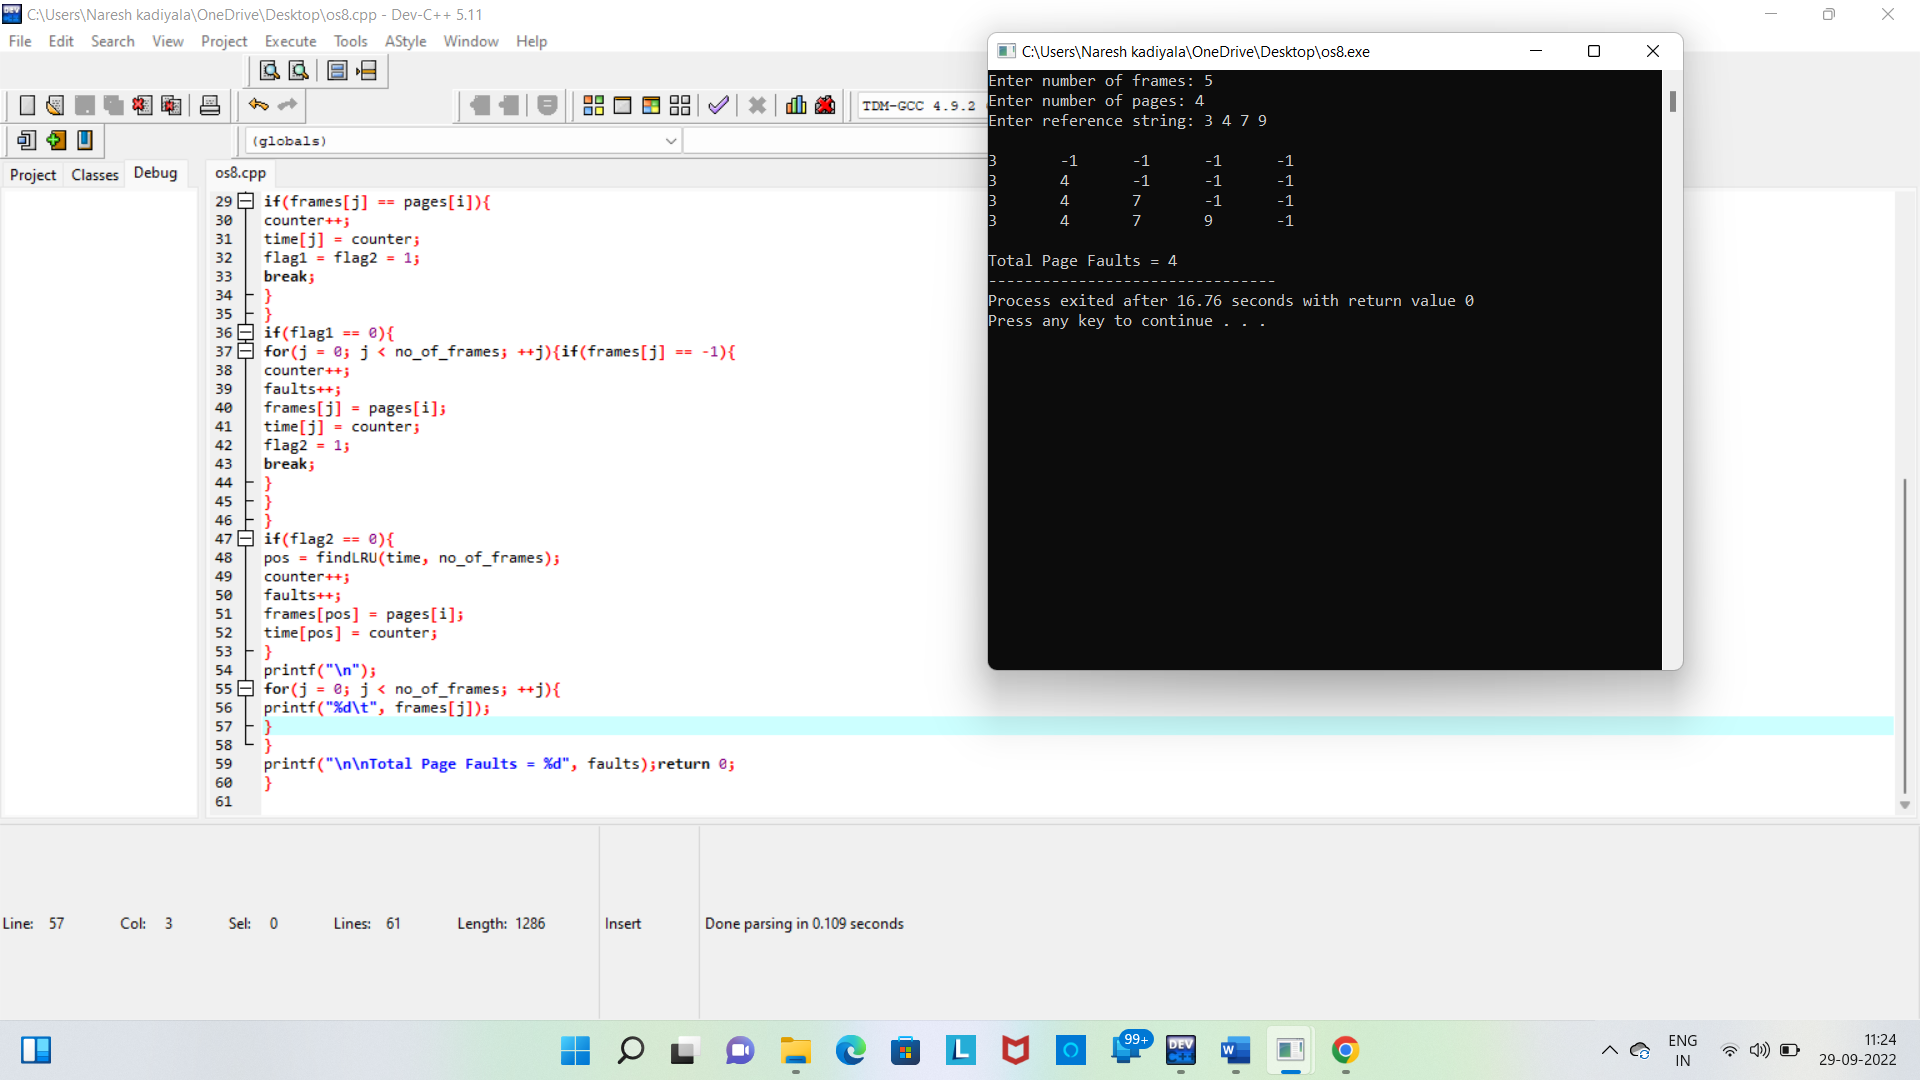 C:\Users\Naresh kadiyala\OneDrive\Desktop\os8.cpp - Dev-C++ 5.11
File Edit Search View Project Execute Tools AStyle Window Help
TDM-GCC 4.9.2
(globals)
Project Classes Debug
os8.cpp
29 if(frames[j] == pages[i]){
30 counter++;
31 time[j] = counter;
32 flag1 = flag2 = 1;
33 break;
34 }
35 }
36 if(flag1 == 0){
37 for(j = 0; j < no_of_frames; ++j){if(frames[j] == -1){
38 counter++;
39 faults++;
40 frames[j] = pages[i];
41 time[j] = counter;
42 flag2 = 1;
43 break;
44 }
45 }
46 }
47 if(flag2 == 0){
48 pos = findLRU(time, no_of_frames);
49 counter++;
50 faults++;
51 frames[pos] = pages[i];
52 time[pos] = counter;
53 }
54 printf("\n");
55 for(j = 0; j < no_of_frames; ++j){
56 printf("%d\t", frames[j]);
57 }
58 }
59 printf("\n\nTotal Page Faults = %d", faults);return 0;
60 }
61
C:\Users\Naresh kadiyala\OneDrive\Desktop\os8.exe
Enter number of frames: 5
Enter number of pages: 4
Enter reference string: 3 4 7 9
3 -1 -1 -1 -1
3 4 -1 -1 -1
3 4 7 -1 -1
3 4 7 9 -1
Total Page Faults = 4
--------------------------------
Process exited after 16.76 seconds with return value 0
Press any key to continue . . .
Line: 57 Col: 3 Sel: 0 Lines: 61 Length: 1286 Insert Done parsing in 0.109 seconds
L
99+
DEV
C++
W
ENG
IN
11:24
29-09-2022